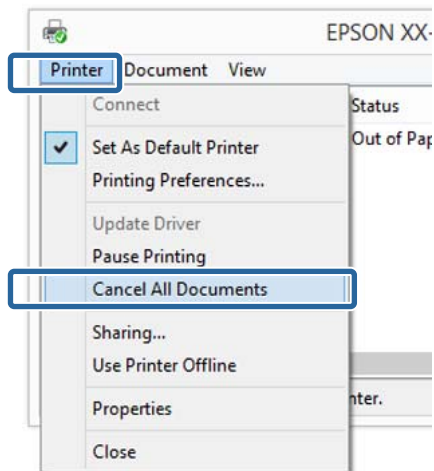 EPSON XX-
Printer Document View
Connect
Status
Set As Default Printer
Out of Pap
Printing Preferences...
Update Driver
Pause Printing
Cancel All Documents
Sharing...
Use Printer Offline
Properties
nter.
Close